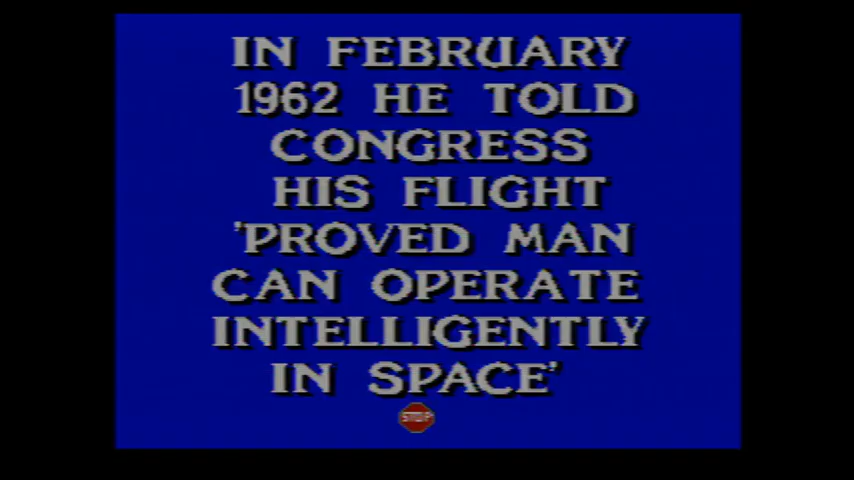 IN FEBRUARY
1962 HE TOLD
CONGRESS
HIS FLIGHT
'PROVED MAN
CAN OPERATE
INTELLIGENTLY
IN SPACE'
STOP